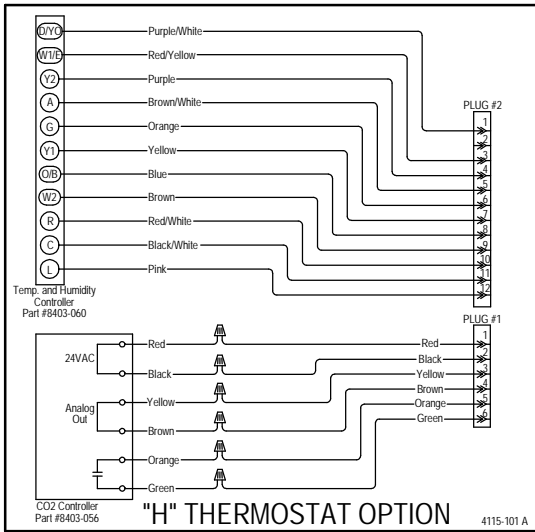 D/YO Purple/White
W1/E Red/Yellow
Y2 Purple
A Brown/White
G Orange
Y1 Yellow
O/B Blue
W2 Brown
R Red/White
C Black/White
L Pink
PLUG #2
1
2
3
4
5
6
7
8
9
10
11
12
Temp. and Humidity
Controller
Part #8403-060
PLUG #1
24VAC
Analog
Out
Red Red 1
Black Black 2
Yellow Yellow 3
Brown Brown 4
Orange Orange 5
Green Green 6
CO2 Controller
Part #8403-056
"H" THERMOSTAT OPTION
4115-101 A